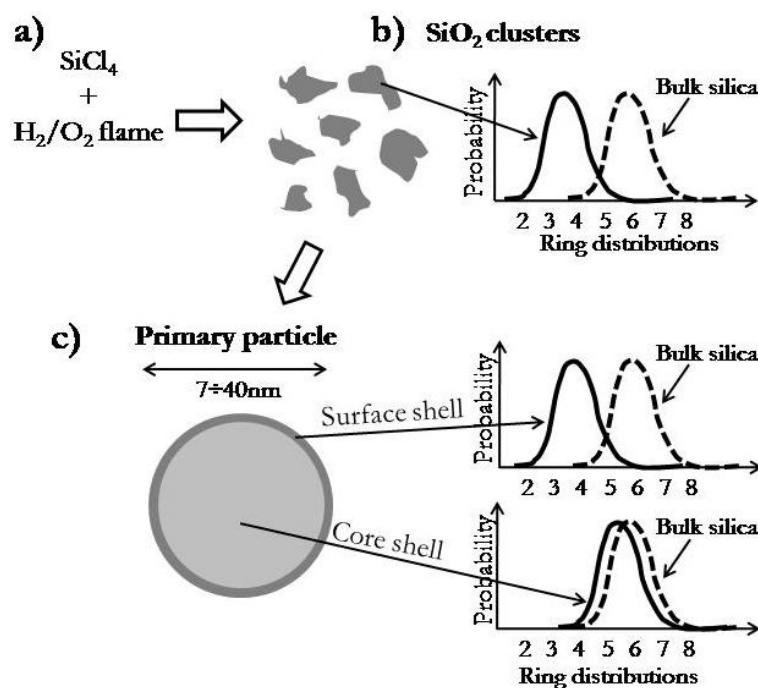 a)
SiCl₄
+
H₂/O₂ flame
b) SiO₂ clusters
Bulk silica
Probability
2 3 4 5 6 7 8
Ring distributions
c)
Primary particle
7÷40nm
Surface shell
Bulk silica
Probability
2 3 4 5 6 7 8
Core shell
Bulk silica
Probability
2 3 4 5 6 7 8
Ring distributions